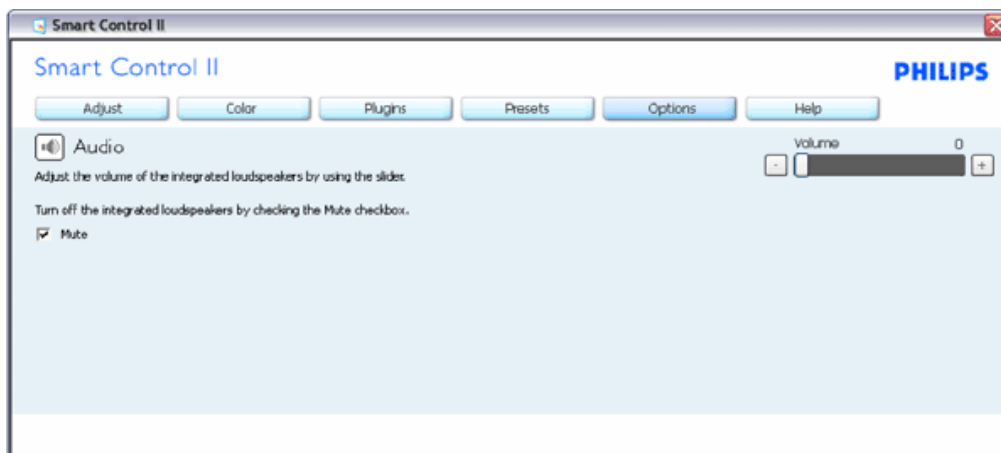 Smart Control II
Smart Control II
PHILIPS
Adjust Color Plugins Presets Options Help
Audio
Volume 0
- +
Adjust the volume of the integrated loudspeakers by using the slider.
Turn off the integrated loudspeakers by checking the Mute checkbox.
Mute